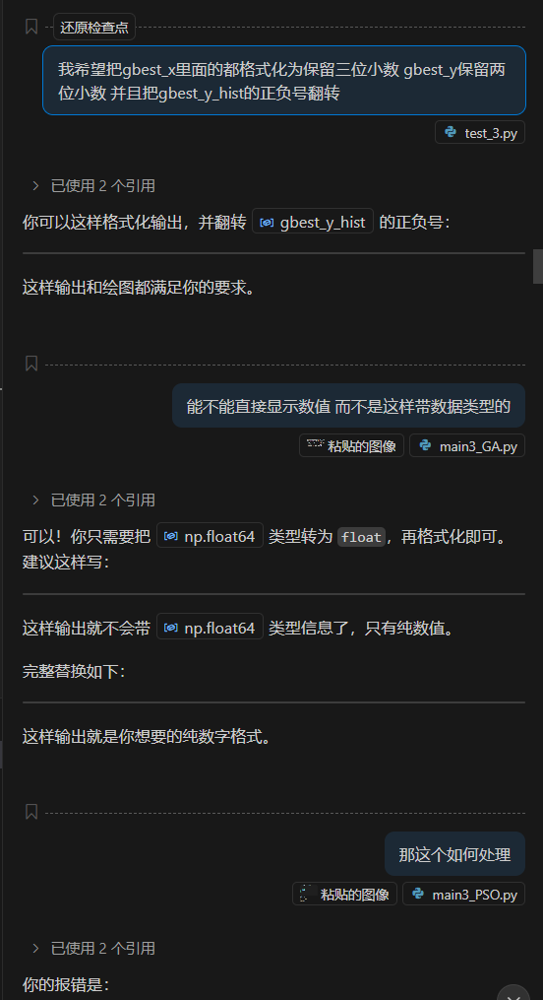 还原检查点
我希望把gbest_x里面的都格式化为保留三位小数 gbest_y保留两
位小数 并且把gbest_y_hist的正负号翻转
test_3.py
已使用 2 个引用
你可以这样格式化输出，并翻转 gbest_y_hist 的正负号：
这样输出和绘图都满足你的要求。
能不能直接显示数值 而不是这样带数据类型的
粘贴的图像 main3_GA.py
已使用 2 个引用
可以！你只需要把 np.float64 类型转为 float，再格式化即可。
建议这样写：
这样输出就不会带 np.float64 类型信息了，只有纯数值。
完整替换如下：
这样输出就是你想要的纯数字格式。
那这个如何处理
粘贴的图像 main3_PSO.py
已使用 2 个引用
你的报错是：